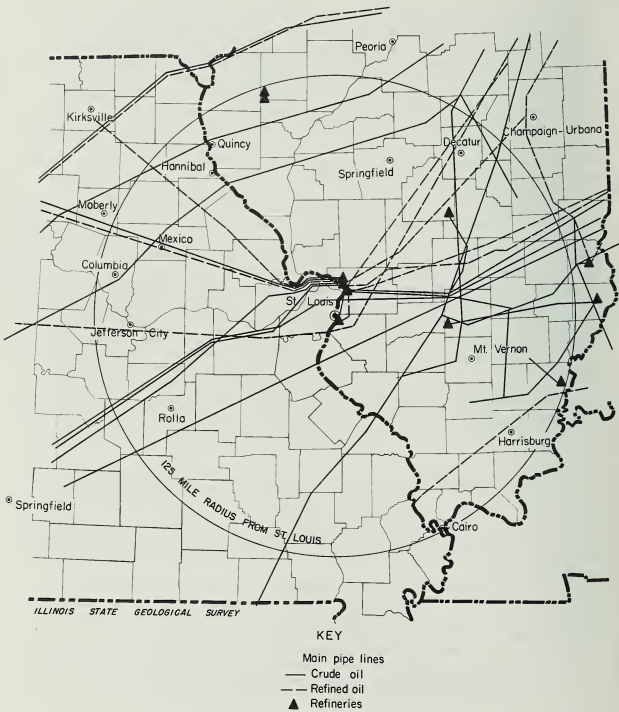 Peoria
Kirksville
Champaign-Urbana
Quincy
Decatur
Springfield
Hannibal
Moberly
Mexico
Columbia
St. Louis
Jefferson City
Mt. Vernon
Rolla
Harrisburg
125 MILE RADIUS FROM ST. LOUIS
Springfield
Cairo
ILLINOIS STATE GEOLOGICAL SURVEY
KEY
Main pipe lines
Crude oil
Refined oil
Refineries